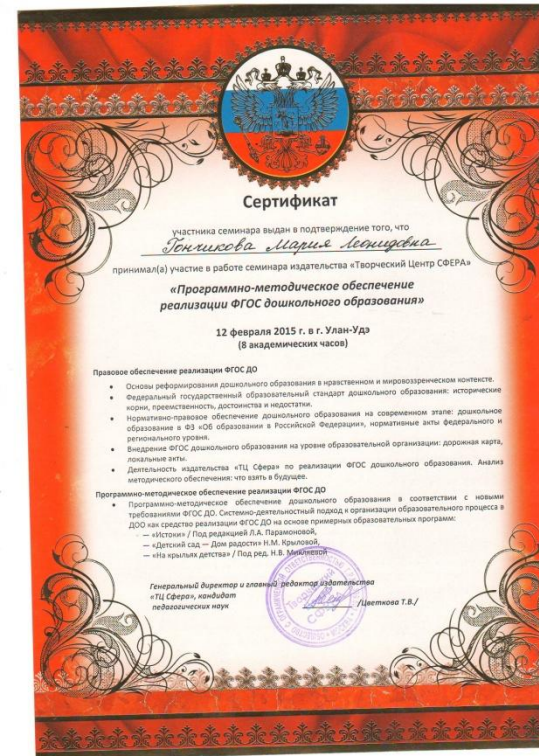 Сертификат
участника семинара выдан в подтверждение того, что
Гончикова Мария Леонидовна
принимал(а) участие в работе семинара издательства «Творческий Центр СФЕРА»
«Программно-методическое обеспечение
реализации ФГОС дошкольного образования»
12 февраля 2015 г. в г. Улан-Удэ
(8 академических часов)
Правовое обеспечение реализации ФГОС ДО
• Основы реформирования дошкольного образования в нравственном и мировоззренческом контексте.
• Федеральный государственный образовательный стандарт дошкольного образования: исторические
корни, преемственность, достоинства и недостатки.
• Нормативно-правовое обеспечение дошкольного образования на современном этапе: дошкольное
образование в ФЗ «Об образовании в Российской Федерации», нормативные акты федерального и
регионального уровня.
• Внедрение ФГОС дошкольного образования на уровне образовательной организации: дорожная карта,
локальные акты.
• Деятельность издательства «ТЦ Сфера» по реализации ФГОС дошкольного образования. Анализ
методического обеспечения: что взять в будущее.
Программно-методическое обеспечение реализации ФГОС ДО
• Программно-методическое обеспечение дошкольного образования в соответствии с новыми
требованиями ФГОС ДО. Системно-деятельностный подход к организации образовательного процесса в
ДОО как средство реализации ФГОС ДО на основе примерных образовательных программ:
— «Истоки» / Под редакцией Л.А. Парамоновой,
— «Детский сад — Дом радости» Н.М. Крыловой,
— «На крыльях детства» / Под ред. Н.В. Микляевой
Генеральный директор и главный редактор издательства
«ТЦ Сфера», кандидат
педагогических наук /Цветкова Т.В./